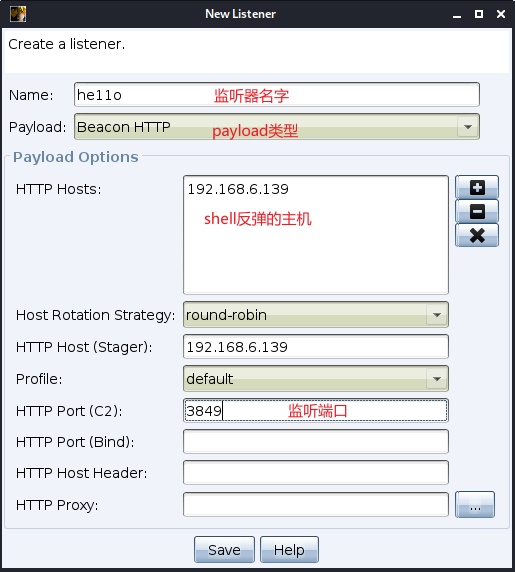 New Listener
Create a listener.
Name: he11o 监听器名字
Payload: Beacon HTTP payload类型
Payload Options
HTTP Hosts: 192.168.6.139
shell反弹的主机
Host Rotation Strategy: round-robin
HTTP Host (Stager): 192.168.6.139
Profile: default
HTTP Port (C2): 3849 监听端口
HTTP Port (Bind):
HTTP Host Header:
HTTP Proxy: ...
Save Help